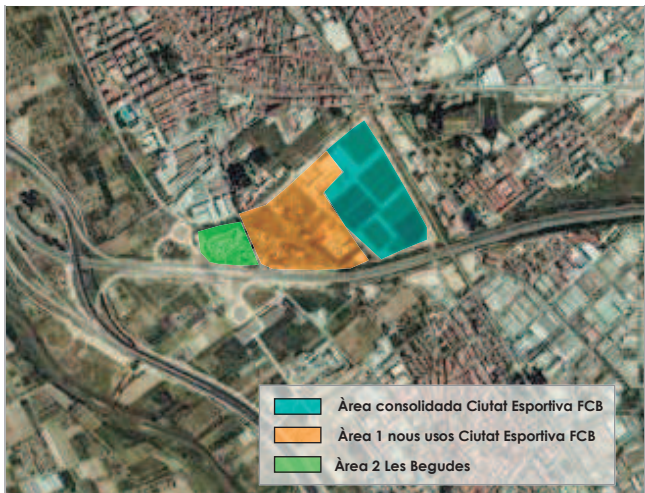 Àrea consolidada Ciutat Esportiva FCB
Àrea 1 nous usos Ciutat Esportiva FCB
Àrea 2 Les Begudes